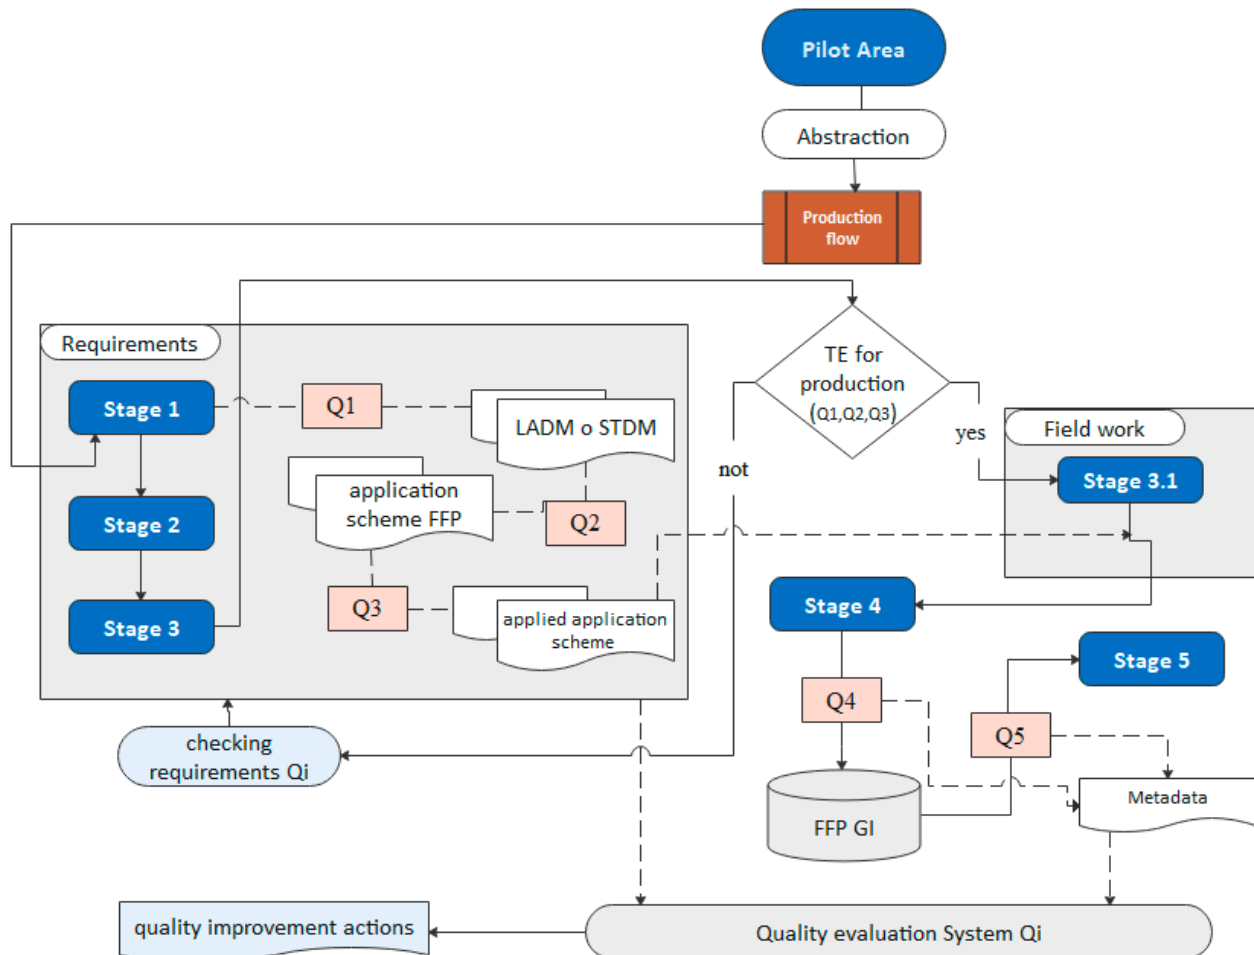 Pilot Area
Abstraction
Production
flow
Requirements
Stage 1
Q1
LADM o STDM
application
scheme FFP
Stage 2
Q2
Q3
applied application
scheme
Stage 3
TE for
production
(Q1,Q2,Q3)
not
yes
Field work
Stage 3.1
Stage 4
Stage 5
Q4
Q5
checking
requirements Qi
FFP GI
Metadata
quality improvement actions
Quality evaluation System Qi